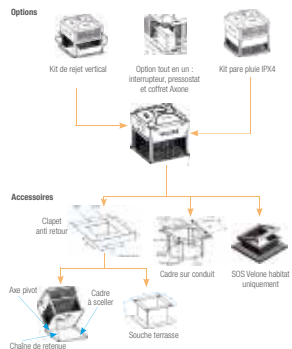 Options
Kit de rejet vertical
Option tout en un :
interrupteur, pressostat
et coffret Axone
Kit pare pluie IPX4
Accessoires
Clapet
anti retour
Cadre sur conduit
SOS Velone habitat
uniquement
Axe pivot
Cadre
à sceller
Souche terrasse
Chaîne de retenue